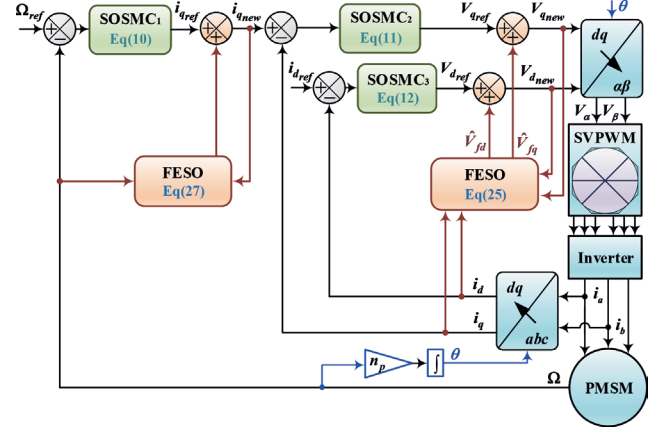 Ω_ref
SOSMC₁
Eq(10)
i_qref
i_qnew
SOSMC₂
Eq(11)
V_qref
V_qnew
θ
dq
αβ
i_dref
SOSMC₃
Eq(12)
V_dref
V_dnew
V_α
V_β
V̂_fd
V̂_fq
SVPWM
FESO
Eq(27)
FESO
Eq(25)
Inverter
i_d
i_q
dq
abc
i_a
i_b
n_p
∫
θ
Ω
PMSM